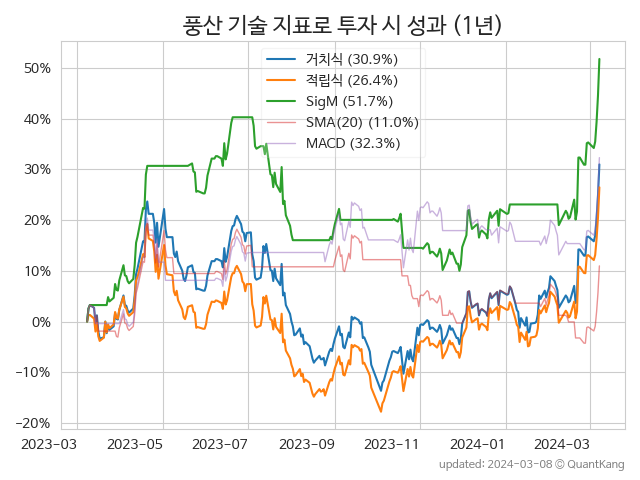 풍산 기술 지표로 투자 시 성과 (1년)
거치식 (30.9%)
적립식 (26.4%)
SigM (51.7%)
SMA(20) (11.0%)
MACD (32.3%)
50%
40%
30%
20%
10%
0%
−10%
−20%
2023-03 2023-05 2023-07 2023-09 2023-11 2024-01 2024-03
updated: 2024-03-08 © QuantKang